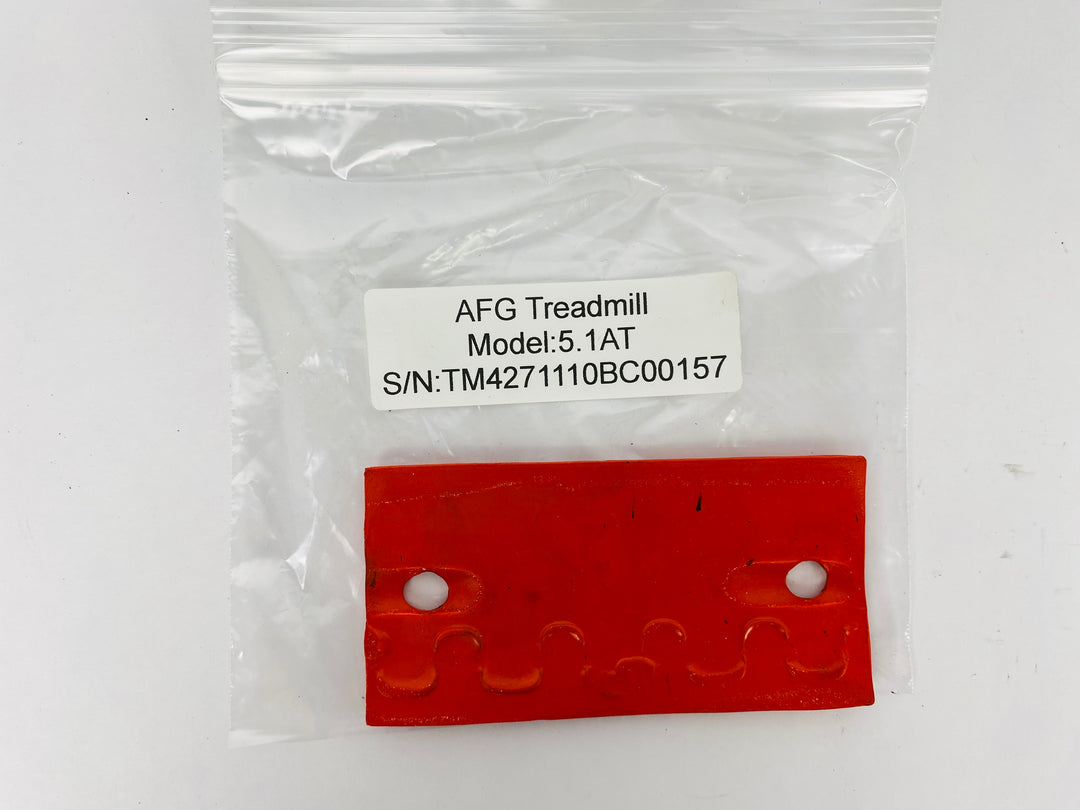 AFG Treadmill
Model:5.1AT
S/N:TM4271110BC00157